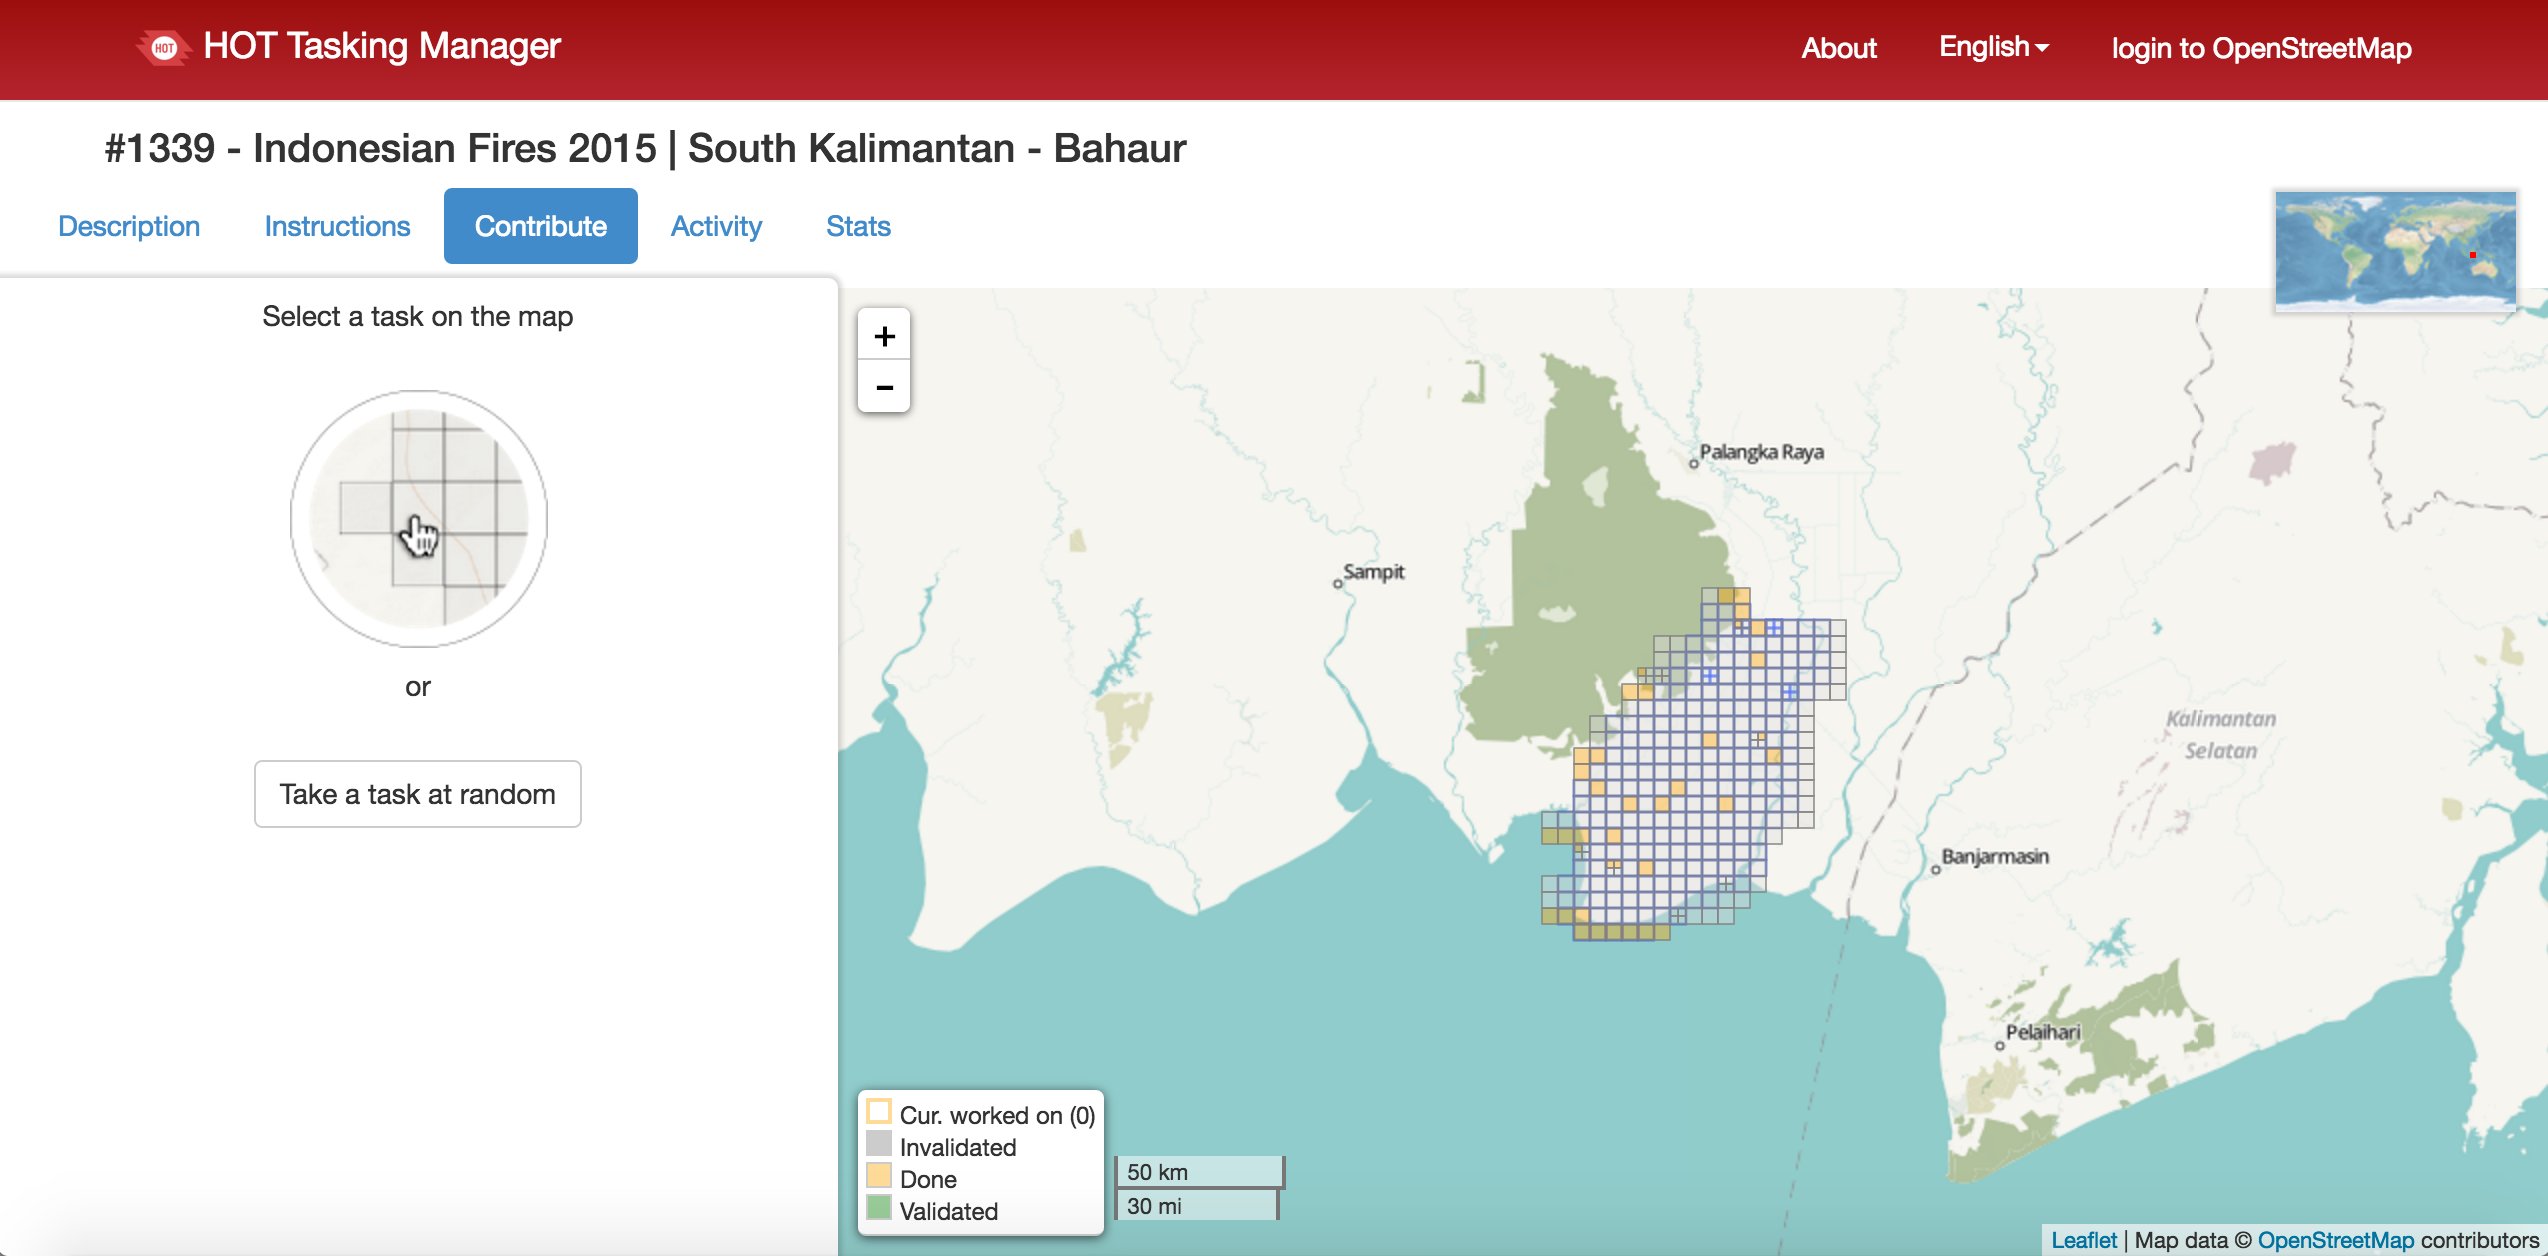 HOT
HOT Tasking Manager
About
English
login to OpenStreetMap
#1339 - Indonesian Fires 2015 | South Kalimantan - Bahaur
Description
Instructions
Contribute
Activity
Stats
Select a task on the map
or
Take a task at random
+
−
Palangka Raya
Sampit
Kalimantan
Selatan
Banjarmasin
Pelaihari
Cur. worked on (0)
Invalidated
Done
Validated
50 km
30 mi
Leaflet | Map data © OpenStreetMap contributors